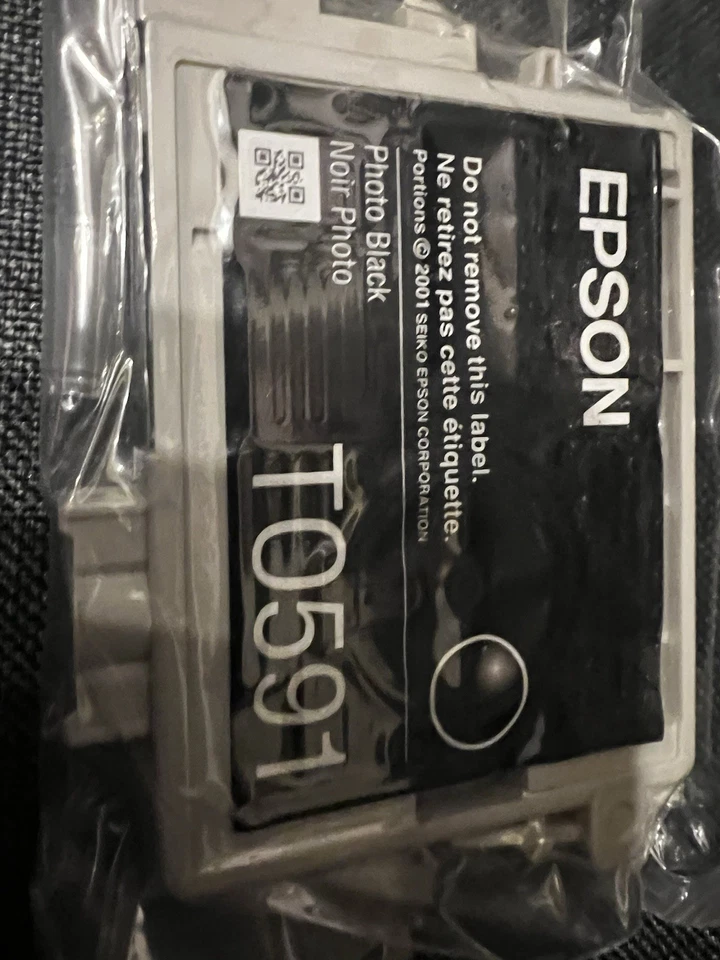 EPSON
Do not remove this label.
Ne retirez pas cette étiquette.
Portions © 2001 SEIKO EPSON CORPORATION
Photo Black
Noir Photo
T0591